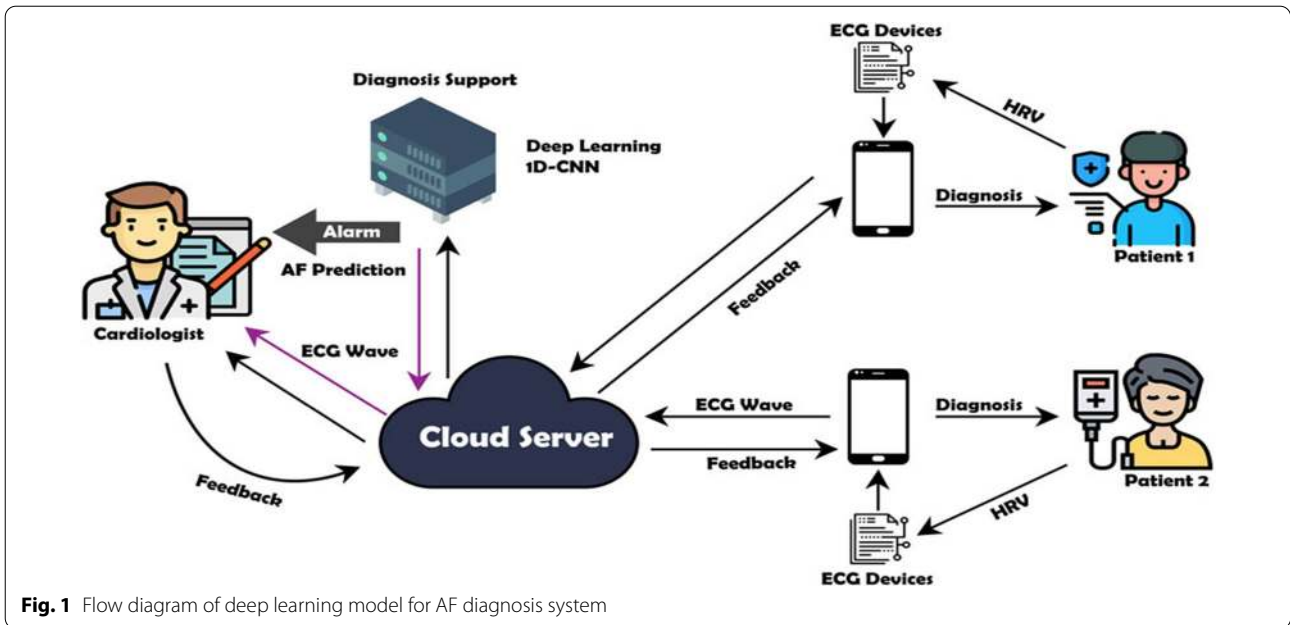 ECG Devices
Diagnosis Support
HRV
Deep Learning
1D-CNN
Alarm
Diagnosis
AF Prediction
Patient 1
Feedback
Cardiologist
ECG Wave
ECG Wave
Diagnosis
Cloud Server
Feedback
Feedback
Patient 2
HRV
ECG Devices
Fig. 1 Flow diagram of deep learning model for AF diagnosis system